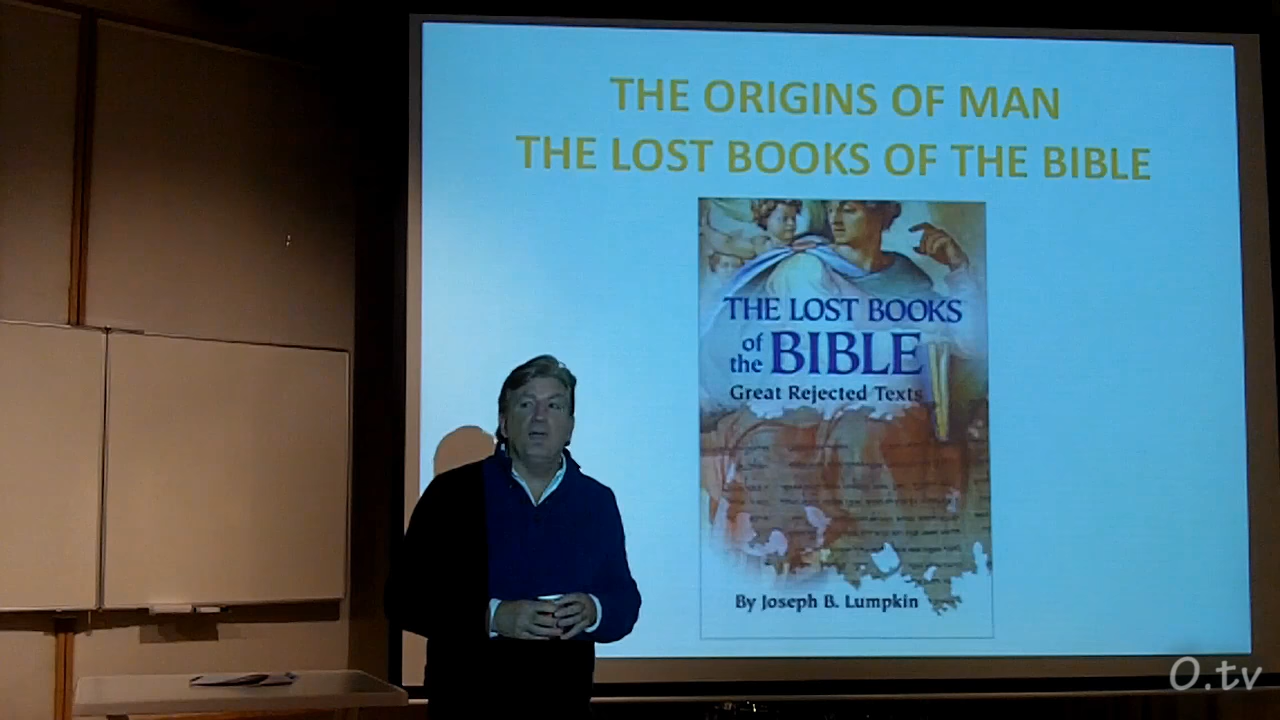 THE ORIGINS OF MAN
THE LOST BOOKS OF THE BIBLE
THE LOST BOOKS
of
the BIBLE
Great Rejected Texts
By Joseph B. Lumpkin
O.tv